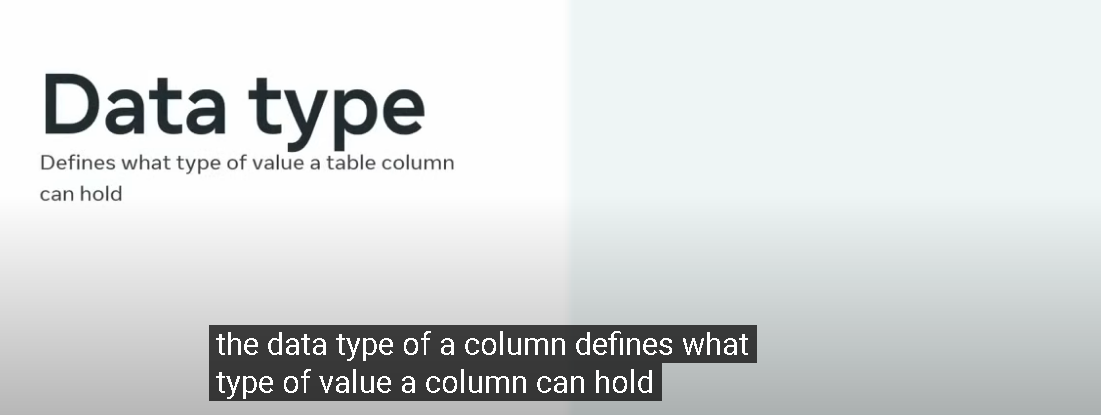 Data type
Defines what type of value a table column
can hold
the data type of a column defines what
type of value a column can hold